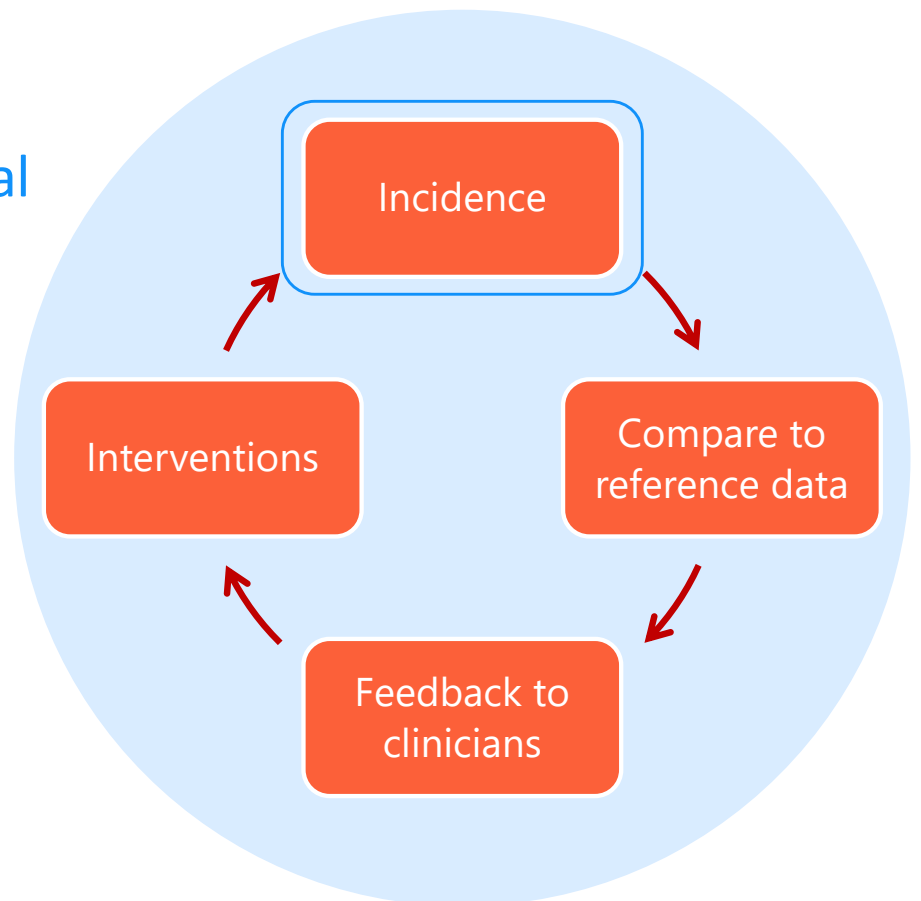 al
Incidence
Compare to
reference data
Feedback to
clinicians
Interventions